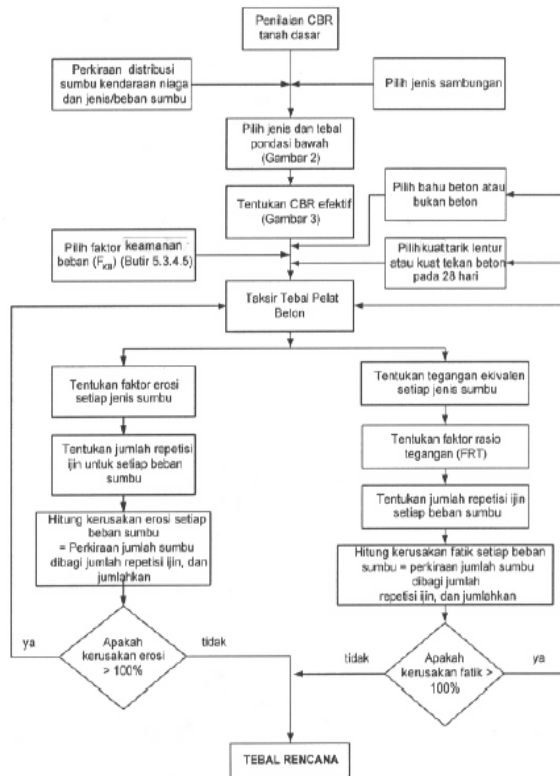 Penilaian CBR
tanah dasar
Perkiraan distribusi
sumbu kendaraan niaga
dan jenis/beban sumbu
Pilih jenis sambungan
Pilih jenis dan tebal
pondasi bawah
(Gambar 2)
Tentukan CBR efektif
(Gambar 3)
Pilih bahu beton atau
bukan beton
Pilih faktor keamanan
beban (FKB) (Butir 5.3.4.5)
Pilih kuat tarik lentur
atau kuat tekan beton
pada 28 hari
Taksir Tebal Pelat
Beton
Tentukan faktor erosi
setiap jenis sumbu
Tentukan jumlah repetisi
ijin untuk setiap beban
sumbu
Hitung kerusakan erosi setiap
beban sumbu
= Perkiraan jumlah sumbu
dibagi jumlah repetisi ijin, dan
jumlahkan
ya
Apakah
kerusakan erosi
> 100%
tidak
Tentukan tegangan ekivalen
setiap jenis sumbu
Tentukan faktor rasio
tegangan (FRT)
Tentukan jumlah repetisi ijin
setiap beban sumbu
Hitung kerusakan fatik setiap beban
sumbu = perkiraan jumlah sumbu
dibagi jumlah
repetisi ijin, dan jumlahkan
tidak
Apakah
kerusakan fatik >
100%
ya
TEBAL RENCANA